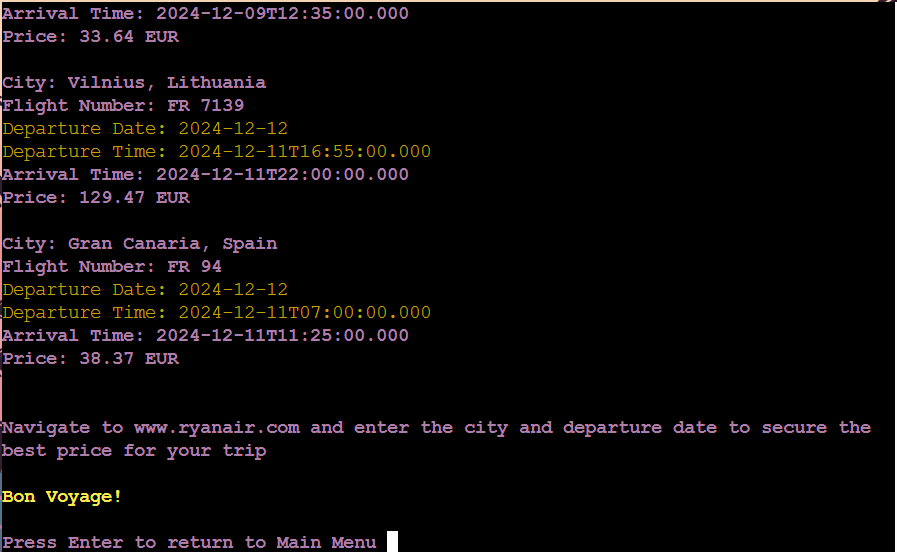 Arrival Time: 2024-12-09T12:35:00.000
Price: 33.64 EUR
City: Vilnius, Lithuania
Flight Number: FR 7139
Departure Date: 2024-12-12
Departure Time: 2024-12-11T16:55:00.000
Arrival Time: 2024-12-11T22:00:00.000
Price: 129.47 EUR
City: Gran Canaria, Spain
Flight Number: FR 94
Departure Date: 2024-12-12
Departure Time: 2024-12-11T07:00:00.000
Arrival Time: 2024-12-11T11:25:00.000
Price: 38.37 EUR
Navigate to www.ryanair.com and enter the city and departure date to secure the
best price for your trip
Bon Voyage!
Press Enter to return to Main Menu